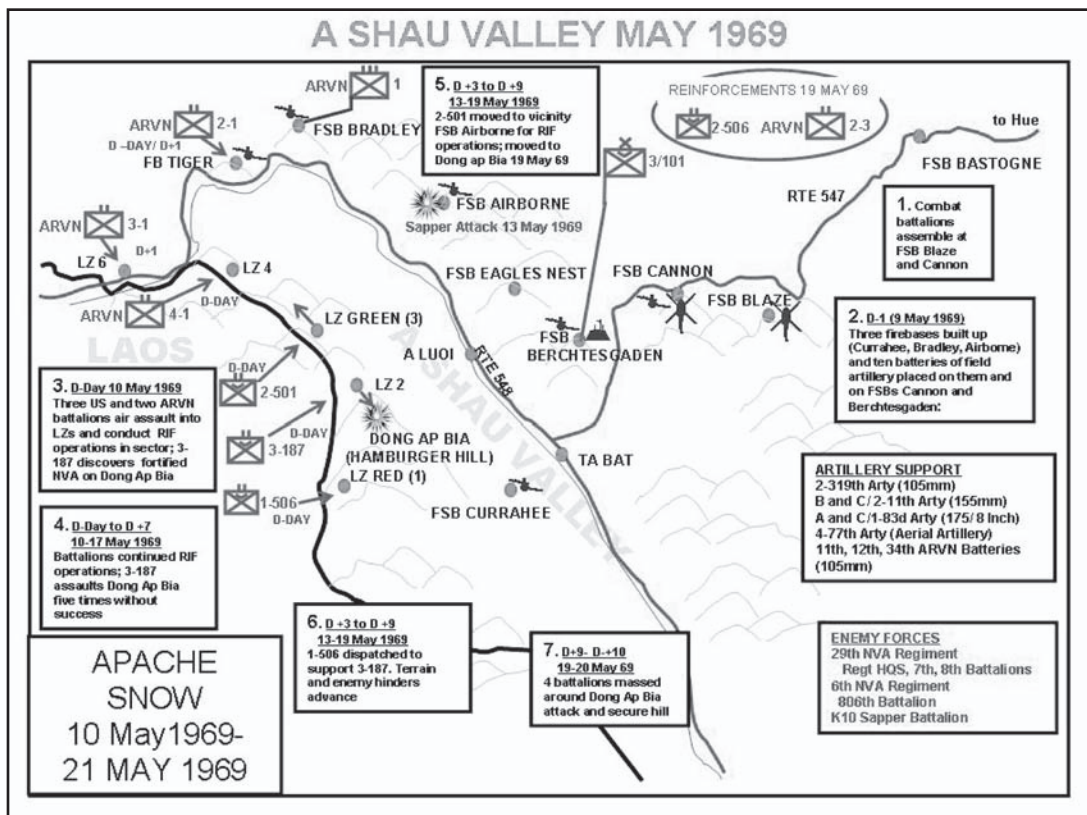 A SHAU VALLEY MAY 1969
ARVN
1
FSB BRADLEY
ARVN
2-1
D –DAY/ D+1
FB TIGER
5. D +3 to D +9
13-19 May 1969
2-501 moved to vicinity
FSB Airborne for RIF
operations; moved to
Dong ap Bia 19 May 69
REINFORCEMENTS 19 MAY 69
2-506
ARVN
2-3
to Hue
FSB BASTOGNE
3/101
RTE 547
FSB AIRBORNE
Sapper Attack 13 May 1969
1. Combat
battalions
assemble at
FSB Blaze
and Cannon
ARVN
3-1
D+1
LZ 6
LZ 4
ARVN
4-1
D-DAY
FSB EAGLES NEST
FSB CANNON
FSB BLAZE
LAOS
LZ GREEN (3)
FSB
BERCHTESGADEN
A LUOI
RTE 548
A SHAU VALLEY
2. D-1 (9 May 1969)
Three firebases built up
(Currahee, Bradley, Airborne)
and ten batteries of field
artillery placed on them and
on FSBs Cannon and
Berchtesgaden:
3. D-Day 10 May 1969
Three US and two ARVN
battalions air assault into
LZs and conduct RIF
operations in sector; 3-
187 discovers fortified
NVA on Dong Ap Bia
D-DAY
2-501
LZ 2
D-DAY
3-187
DONG AP BIA
(HAMBURGER HILL)
LZ RED (1)
1-506
D-DAY
TA BAT
FSB CURRAHEE
ARTILLERY SUPPORT
2-319th Arty (105mm)
B and C/ 2-11th Arty (155mm)
A and C/1-83d Arty (175/ 8 Inch)
4-77th Arty (Aerial Artillery)
11th, 12th, 34th ARVN Batteries
(105mm)
4. D-Day to D +7
10-17 May 1969
Battalions continued RIF
operations; 3-187
assaults Dong Ap Bia
five times without
success
6. D +3 to D +9
13-19 May 1969
1-506 dispatched to
support 3-187. Terrain
and enemy hinders
advance
7. D+9- D-+10
19-20 May 69
4 battalions massed
around Dong Ap Bia
attack and secure hill
ENEMY FORCES
29th NVA Regiment
Regt HQS, 7th, 8th Battalions
6th NVA Regiment
806th Battalion
K10 Sapper Battalion
APACHE
SNOW
10 May1969-
21 MAY 1969